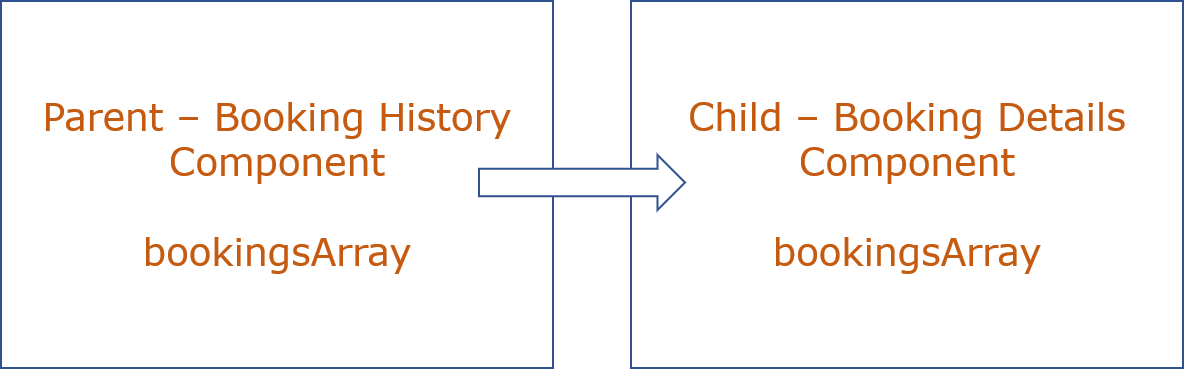 Parent – Booking History
Component
bookingsArray
Child – Booking Details
Component
bookingsArray